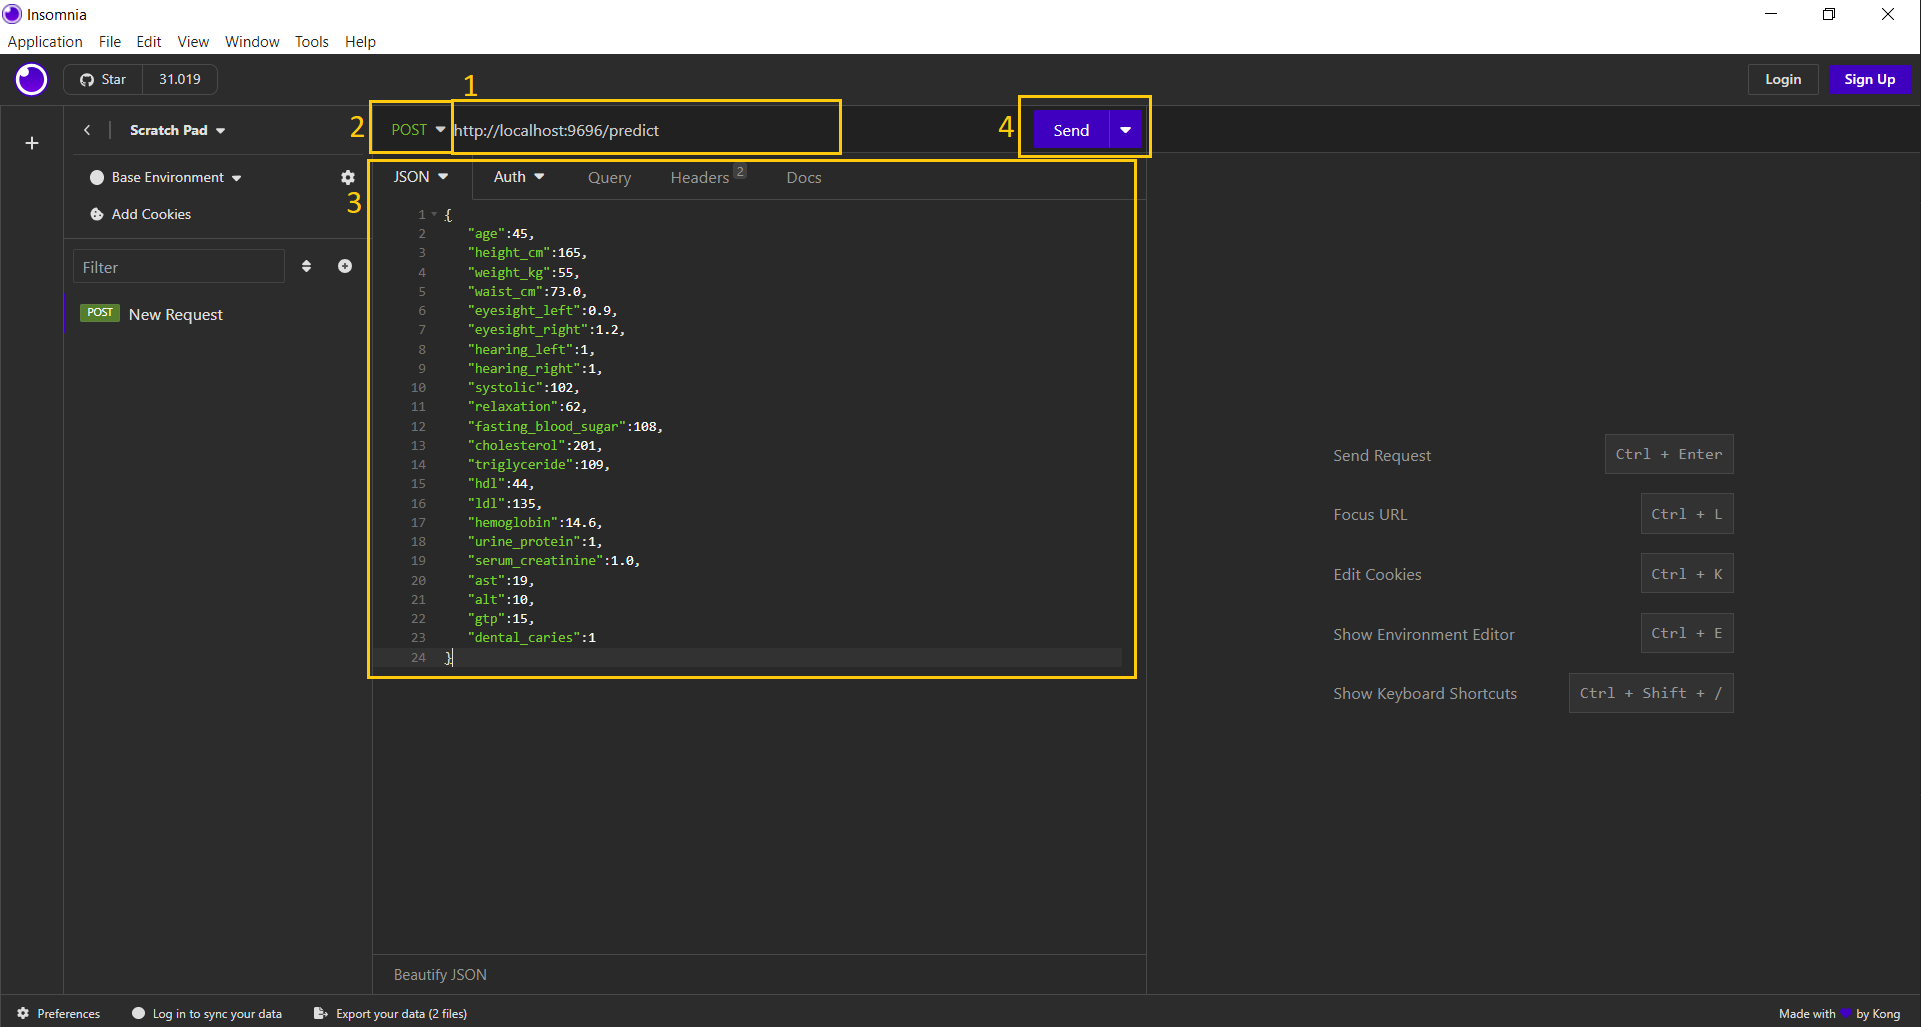 Insomnia
Application File Edit View Window Tools Help
Star 31.019
Login Sign Up
1
2
Scratch Pad
POST http://localhost:9696/predict
4
Send
Base Environment
3
JSON Auth Query Headers 2 Docs
Add Cookies
Filter
POST New Request
1 {
2 "age":45,
3 "height_cm":165,
4 "weight_kg":55,
5 "waist_cm":73.0,
6 "eyesight_left":0.9,
7 "eyesight_right":1.2,
8 "hearing_left":1,
9 "hearing_right":1,
10 "systolic":102,
11 "relaxation":62,
12 "fasting_blood_sugar":108,
13 "cholesterol":201,
14 "triglyceride":109,
15 "hdl":44,
16 "ldl":135,
17 "hemoglobin":14.6,
18 "urine_protein":1,
19 "serum_creatinine":1.0,
20 "ast":19,
21 "alt":10,
22 "gtp":15,
23 "dental_caries":1
24 }
Send Request Ctrl + Enter
Focus URL Ctrl + L
Edit Cookies Ctrl + K
Show Environment Editor Ctrl + E
Show Keyboard Shortcuts Ctrl + Shift + /
Beautify JSON
Preferences Log in to sync your data Export your data (2 files) Made with by Kong